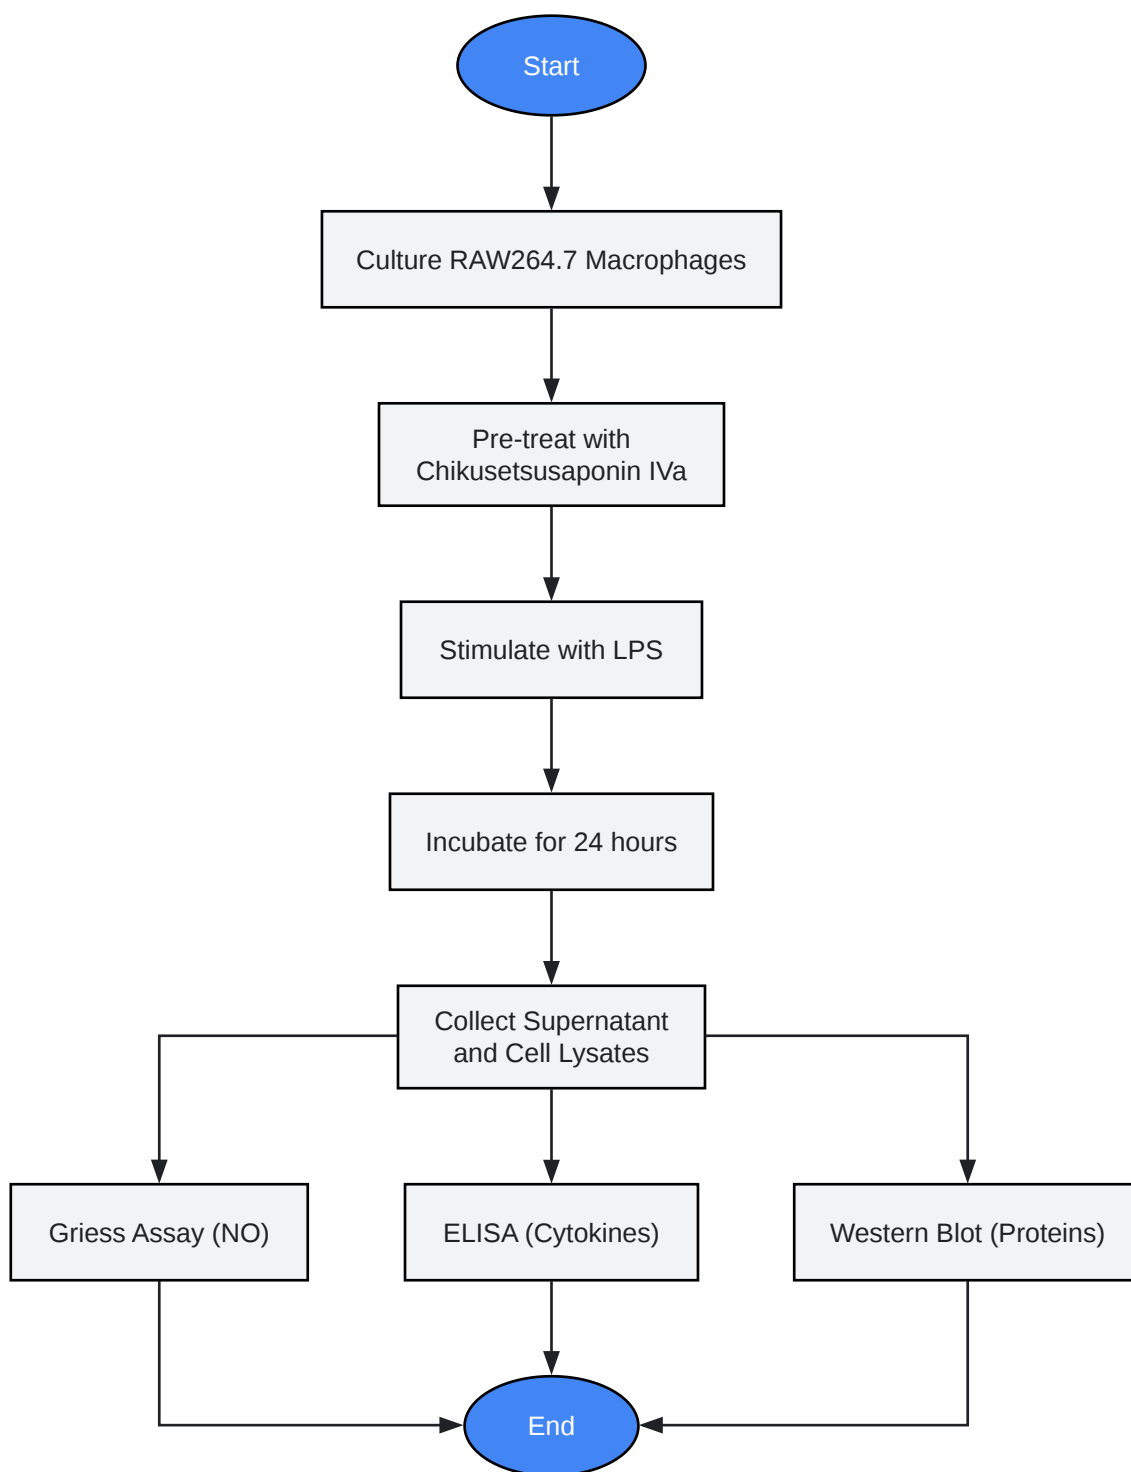 Start
Culture RAW264.7 Macrophages
Pre-treat with
Chikusetsusaponin IVa
Stimulate with LPS
Incubate for 24 hours
Collect Supernatant
and Cell Lysates
Griess Assay (NO)
ELISA (Cytokines)
Western Blot (Proteins)
End